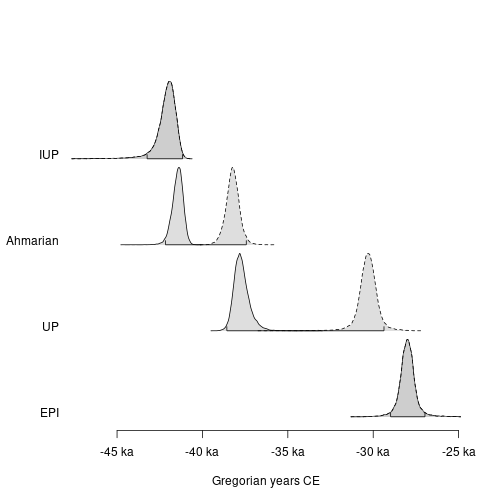 IUP
Ahmarian
UP
EPI
-45 ka -40 ka -35 ka -30 ka -25 ka
Gregorian years CE